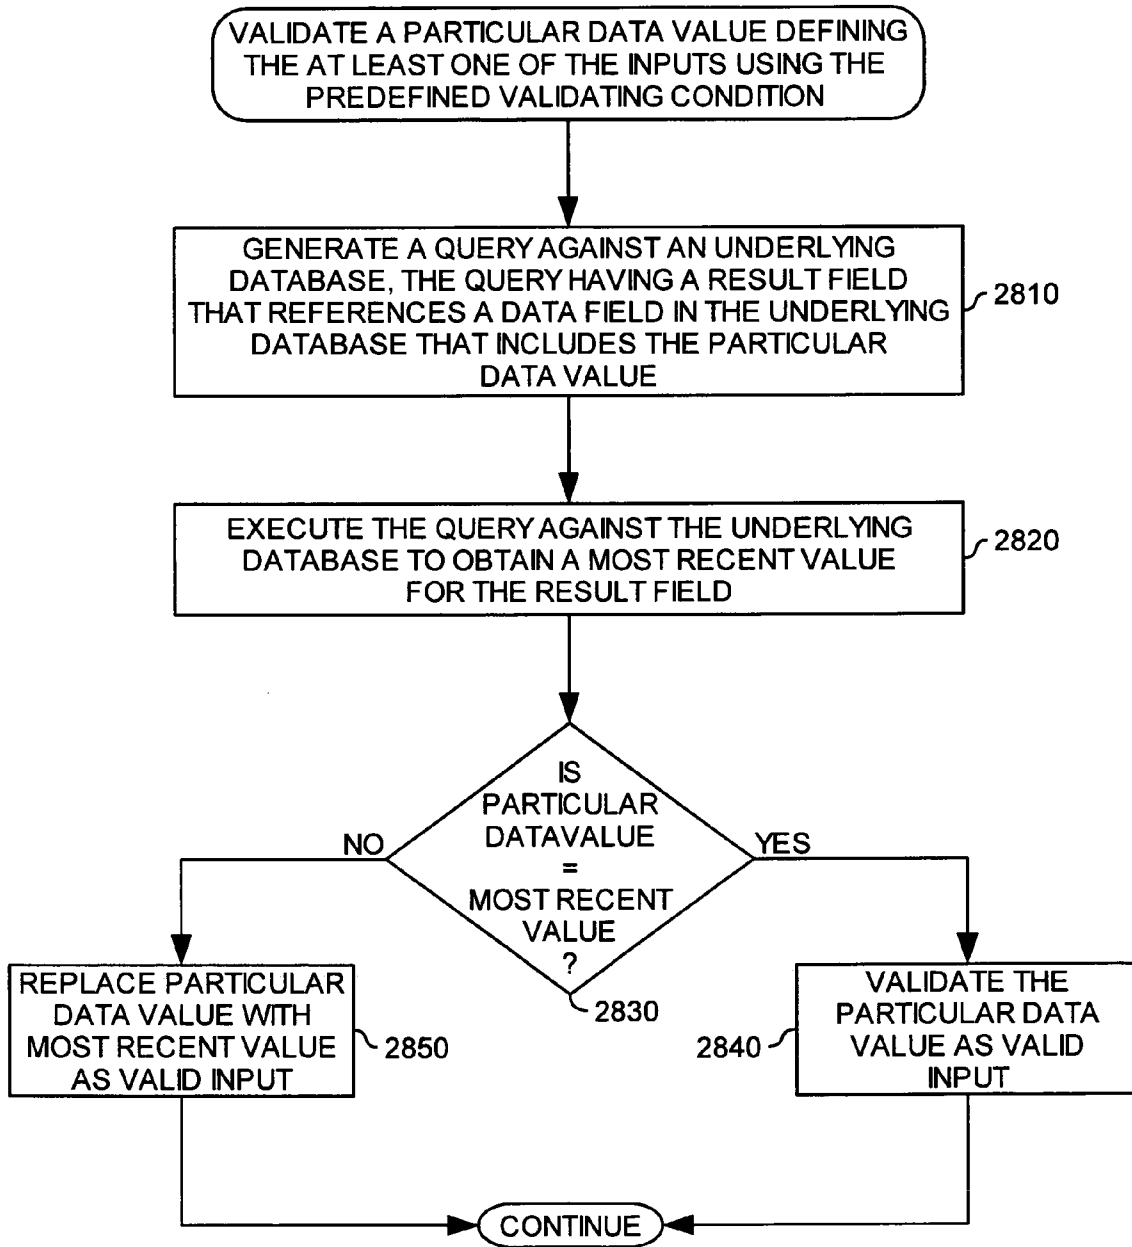 VALIDATE A PARTICULAR DATA VALUE DEFINING
THE AT LEAST ONE OF THE INPUTS USING THE
PREDEFINED VALIDATING CONDITION
GENERATE A QUERY AGAINST AN UNDERLYING
DATABASE, THE QUERY HAVING A RESULT FIELD
THAT REFERENCES A DATA FIELD IN THE UNDERLYING
DATABASE THAT INCLUDES THE PARTICULAR
DATA VALUE
2810
EXECUTE THE QUERY AGAINST THE UNDERLYING
DATABASE TO OBTAIN A MOST RECENT VALUE
FOR THE RESULT FIELD
2820
IS
PARTICULAR
DATAVALUE
=
MOST RECENT
VALUE
?
NO
YES
2830
REPLACE PARTICULAR
DATA VALUE WITH
MOST RECENT VALUE
AS VALID INPUT
2850
2840
VALIDATE THE
PARTICULAR DATA
VALUE AS VALID
INPUT
CONTINUE